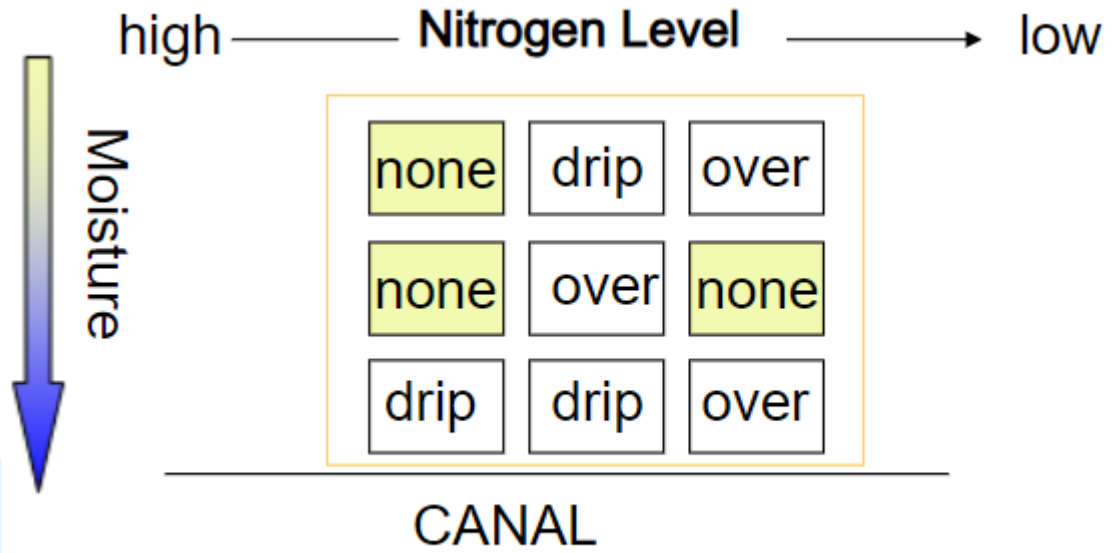 high Nitrogen Level low
Moisture
none drip over
none over none
drip drip over
CANAL